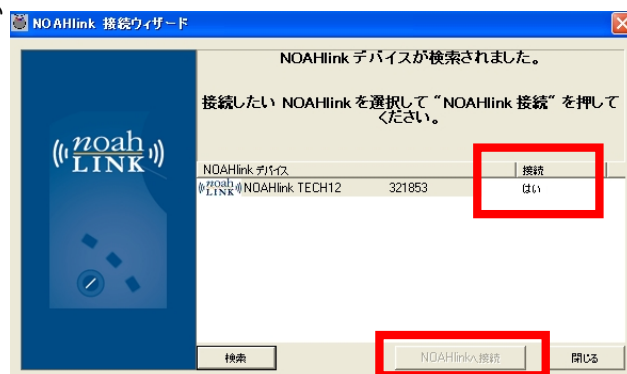 NOAHlink 接続ウィザード
NOAHlink デバイスが検索されました。
接続したい NOAHlink を選択して “NOAHlink 接続” を押して
ください。
noah
LINK
NOAHlink デバイス 接続
noah LINK NOAHlink TECH12 321853 はい
検索 NOAHlinkへ接続 閉じる